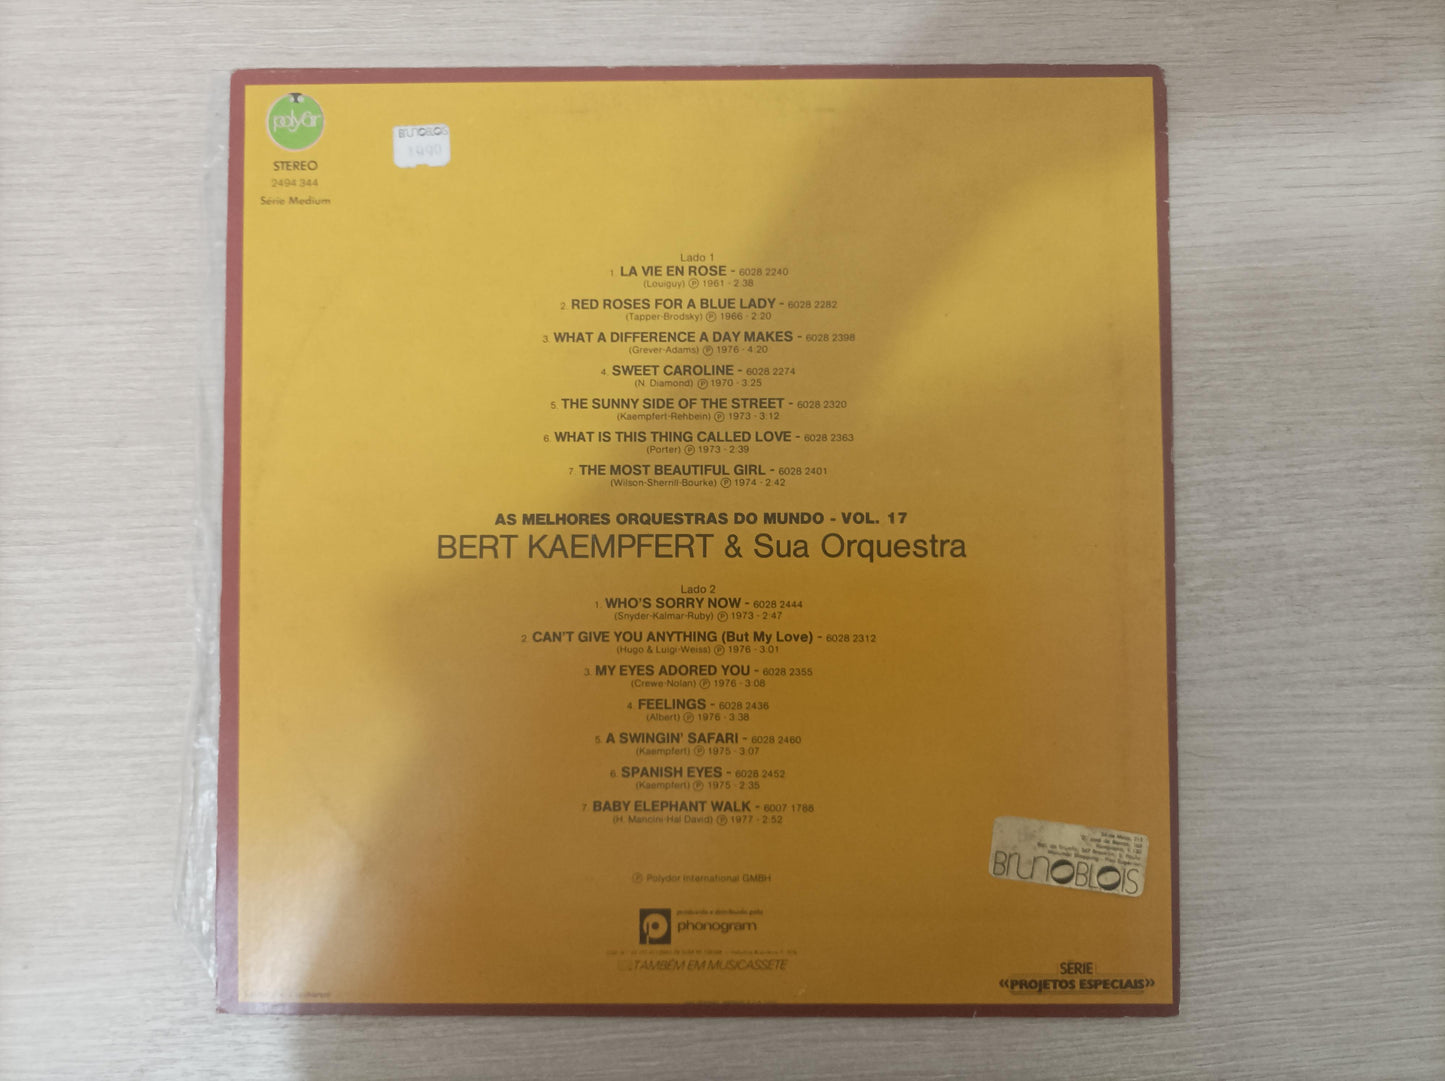 polydor
STEREO
2494 344
Série Medium
BRUNOBLOIS
1990
Lado 1
1. LA VIE EN ROSE - 6028 2240
(Louiguy) ℗ 1961 - 2:38
2. RED ROSES FOR A BLUE LADY - 6028 2282
(Tapper-Brodsky) ℗ 1966 - 2:20
3. WHAT A DIFFERENCE A DAY MAKES - 6028 2398
(Grever-Adams) ℗ 1976 - 4:20
4. SWEET CAROLINE - 6028 2274
(N. Diamond) ℗ 1970 - 3:25
5. THE SUNNY SIDE OF THE STREET - 6028 2320
(Kaempfert-Rehbein) ℗ 1973 - 3:12
6. WHAT IS THIS THING CALLED LOVE - 6028 2363
(Porter) ℗ 1973 - 2:39
7. THE MOST BEAUTIFUL GIRL - 6028 2401
(Wilson-Sherrill-Bourke) ℗ 1974 - 2:42
AS MELHORES ORQUESTRAS DO MUNDO - VOL. 17
BERT KAEMPFERT & Sua Orquestra
Lado 2
1. WHO'S SORRY NOW - 6028 2444
(Snyder-Kalmar-Ruby) ℗ 1973 - 2:47
2. CAN'T GIVE YOU ANYTHING (But My Love) - 6028 2312
(Hugo & Luigi-Weiss) ℗ 1976 - 3:01
3. MY EYES ADORED YOU - 6028 2355
(Crewe-Nolan) ℗ 1976 - 3:08
4. FEELINGS - 6028 2436
(Albert) ℗ 1976 - 3:38
5. A SWINGIN' SAFARI - 6028 2460
(Kaempfert) ℗ 1975 - 3:07
6. SPANISH EYES - 6028 2452
(Kaempfert) ℗ 1975 - 2:35
7. BABY ELEPHANT WALK - 6007 1788
(H. Mancini-Hal David) ℗ 1977 - 2:52
℗ Polydor International GMBH
produzido e distribuído pela
phonogram
TAMBÉM EM MUSICASSETE
BRUNOBLOIS
SÉRIE
«PROJETOS ESPECIAIS»